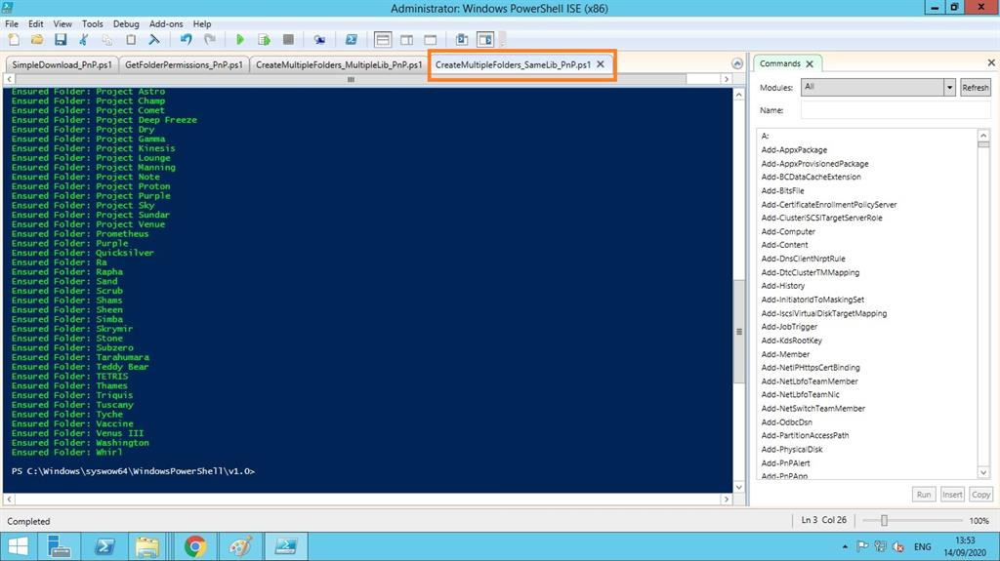 Administrator: Windows PowerShell ISE (x86)
File Edit View Tools Debug Add-ons Help
SimpleDownload_PnP.ps1 GetFolderPermissions_PnP.ps1 CreateMultipleFolders_MultipleLib_PnP.ps1 CreateMultipleFolders_SameLib_PnP.ps1
Ensured Folder: Project Astro
Ensured Folder: Project Champ
Ensured Folder: Project Comet
Ensured Folder: Project Deep Freeze
Ensured Folder: Project Dry
Ensured Folder: Project Gamma
Ensured Folder: Project Kinesis
Ensured Folder: Project Lounge
Ensured Folder: Project Manning
Ensured Folder: Project Note
Ensured Folder: Project Proton
Ensured Folder: Project Purple
Ensured Folder: Project Sky
Ensured Folder: Project Sundar
Ensured Folder: Project Venue
Ensured Folder: Prometheus
Ensured Folder: Purple
Ensured Folder: Quicksilver
Ensured Folder: Ra
Ensured Folder: Rapha
Ensured Folder: Sand
Ensured Folder: Scrub
Ensured Folder: Shams
Ensured Folder: Sheen
Ensured Folder: Simba
Ensured Folder: Skrymir
Ensured Folder: Stone
Ensured Folder: Subzero
Ensured Folder: Tarahumara
Ensured Folder: Teddy Bear
Ensured Folder: TETRIS
Ensured Folder: Thames
Ensured Folder: Triquis
Ensured Folder: Tuscany
Ensured Folder: Tyche
Ensured Folder: Vaccine
Ensured Folder: Venus III
Ensured Folder: Washington
Ensured Folder: Whirl
PS C:\Windows\syswow64\WindowsPowerShell\v1.0>
Commands
Modules: All Refresh
Name:
A:
Add-AppxPackage
Add-AppxProvisionedPackage
Add-BCDataCacheExtension
Add-BitsFile
Add-CertificateEnrollmentPolicyServer
Add-ClusteriSCSITargetServerRole
Add-Computer
Add-Content
Add-DnsClientNrptRule
Add-DtcClusterTMMapping
Add-History
Add-InitiatorIdToMaskingSet
Add-IscsiVirtualDiskTargetMapping
Add-JobTrigger
Add-KdsRootKey
Add-Member
Add-NetIPHttpsCertBinding
Add-NetLbfoTeamMember
Add-NetLbfoTeamNic
Add-NetSwitchTeamMember
Add-OdbcDsn
Add-PartitionAccessPath
Add-PhysicalDisk
Add-PnPAlert
Add-PnPApp
Run Insert Copy
Completed Ln 3 Col 26 100%
ENG 13:53
14/09/2020